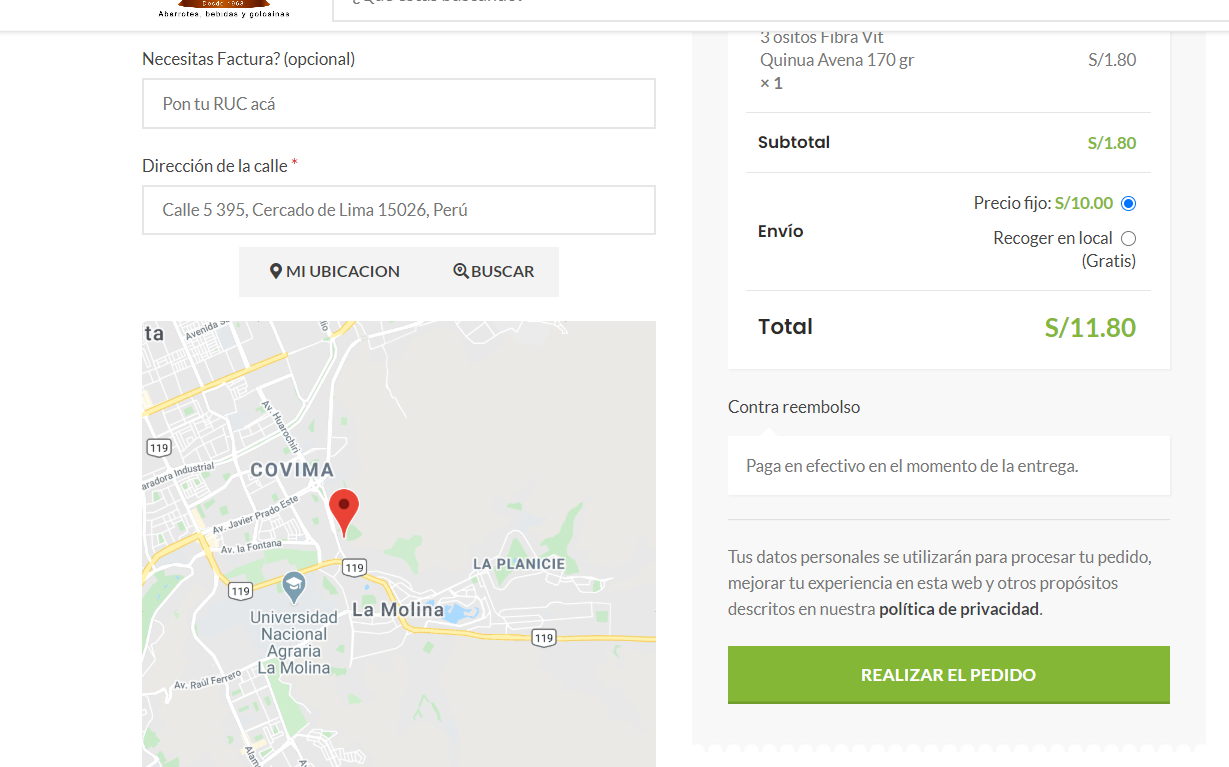 Desde 1963
Abarrotes, bebidas y golosinas
¿Qué estás buscando?
Necesitas Factura? (opcional)
Pon tu RUC acá
Dirección de la calle *
Calle 5 395, Cercado de Lima 15026, Perú
MI UBICACION
BUSCAR
ta
Avenida
Av. Huarochiri
119
aradora Industrial
COVIMA
Av. Javier Prado Este
Av. la Fontana
119
119
LA PLANICIE
La Molina
Universidad
Nacional
Agraria
La Molina
119
Av. Raúl Ferrero
3 ositos Fibra Vit
Quinua Avena 170 gr
× 1
S/1.80
Subtotal
S/1.80
Envío
Precio fijo: S/10.00
Recoger en local
(Gratis)
Total
S/11.80
Contra reembolso
Paga en efectivo en el momento de la entrega.
Tus datos personales se utilizarán para procesar tu pedido,
mejorar tu experiencia en esta web y otros propósitos
descritos en nuestra política de privacidad.
REALIZAR EL PEDIDO